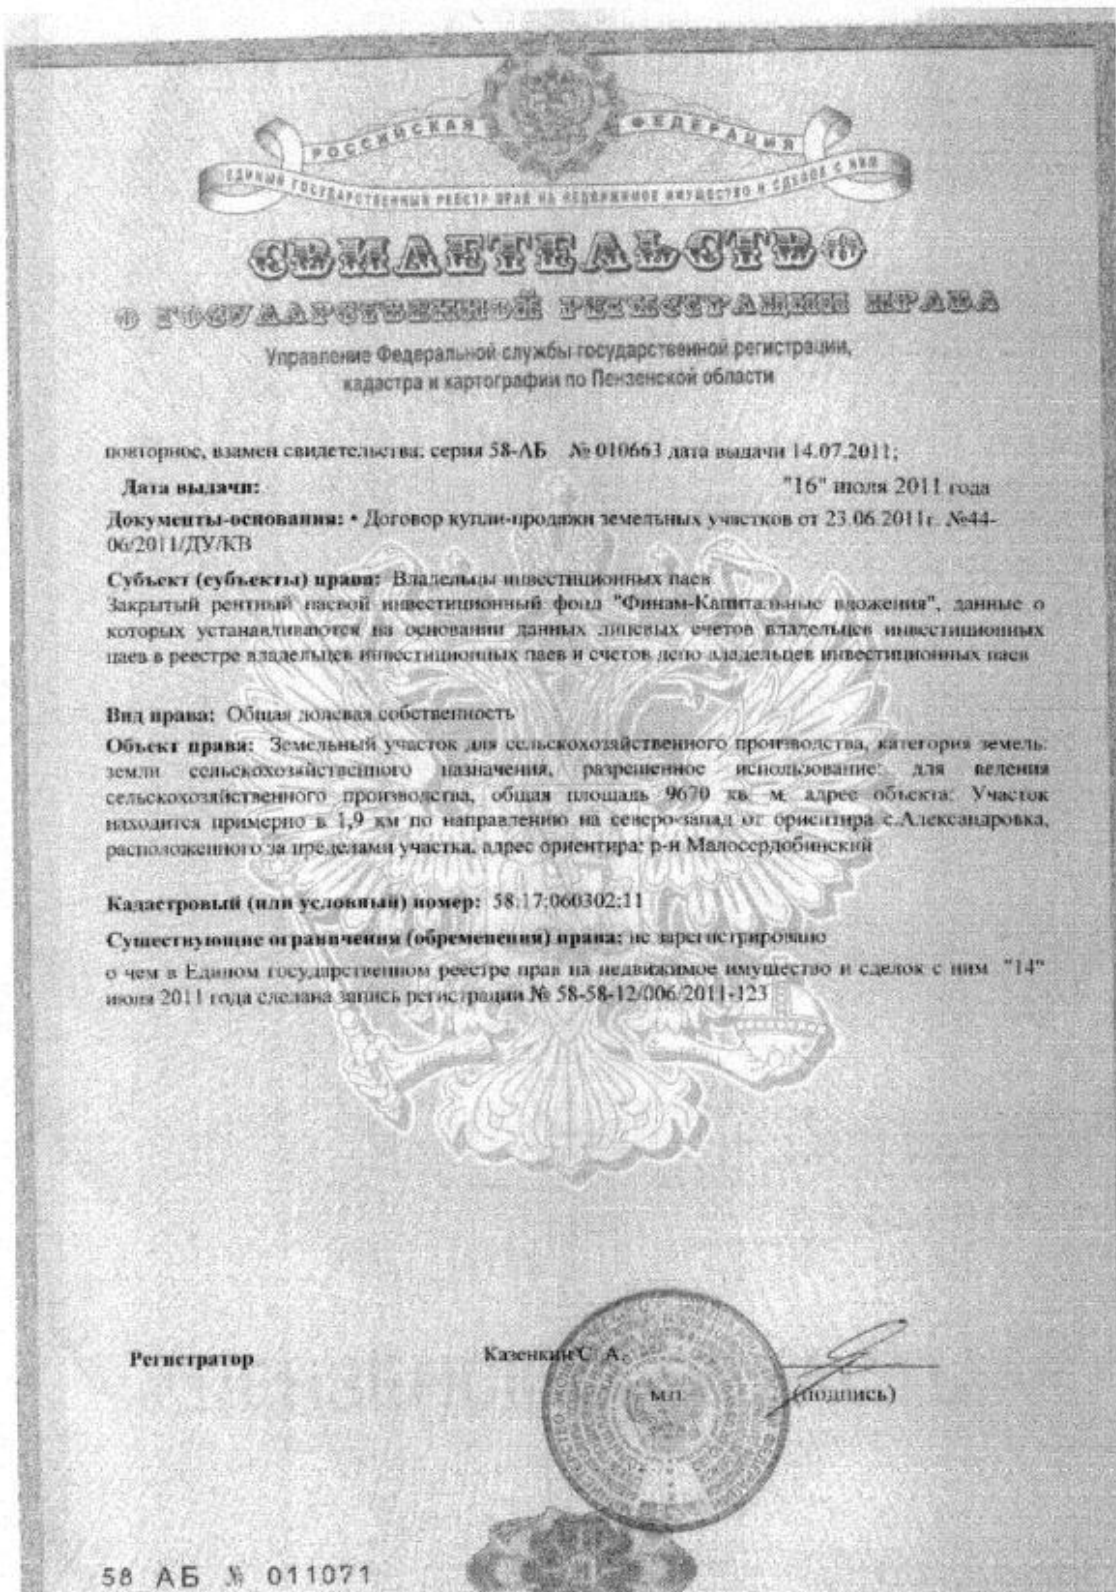 РОССИЙСКАЯ ФЕДЕРАЦИЯ
ЕДИНЫЙ ГОСУДАРСТВЕННЫЙ РЕЕСТР ПРАВ НА НЕДВИЖИМОЕ ИМУЩЕСТВО И СДЕЛОК С НИМ
СВИДЕТЕЛЬСТВО
О ГОСУДАРСТВЕННОЙ РЕГИСТРАЦИИ ПРАВА
Управление Федеральной службы государственной регистрации,
кадастра и картографии по Пензенской области
повторное, взамен свидетельства: серия 58-АБ № 010663 дата выдачи 14.07.2011;
Дата выдачи: "16" июля 2011 года
Документы-основания: • Договор купли-продажи земельных участков от 23.06.2011г. №44-
06/2011/ДУ/КВ
Субъект (субъекты) права: Владельцы инвестиционных паев
Закрытый рентный паевой инвестиционный фонд "Финам-Капитальные вложения", данные о
которых устанавливаются на основании данных лицевых счетов владельцев инвестиционных
паев в реестре владельцев инвестиционных паев и счетов депо владельцев инвестиционных паев
Вид права: Общая долевая собственность
Объект права: Земельный участок для сельскохозяйственного производства, категория земель:
земли сельскохозяйственного назначения, разрешенное использование: для ведения
сельскохозяйственного производства, общая площадь 9670 кв. м, адрес объекта: Участок
находится примерно в 1,9 км по направлению на северо-запад от ориентира с.Александровка,
расположенного за пределами участка, адрес ориентира: р-н Малосердобинский
Кадастровый (или условный) номер: 58:17:060302:11
Существующие ограничения (обременения) права: не зарегистрировано
о чем в Едином государственном реестре прав на недвижимое имущество и сделок с ним "14"
июля 2011 года сделана запись регистрации № 58-58-12/006/2011-123
Регистратор Казенкин С. А.
м.п. (подпись)
58 АБ № 011071